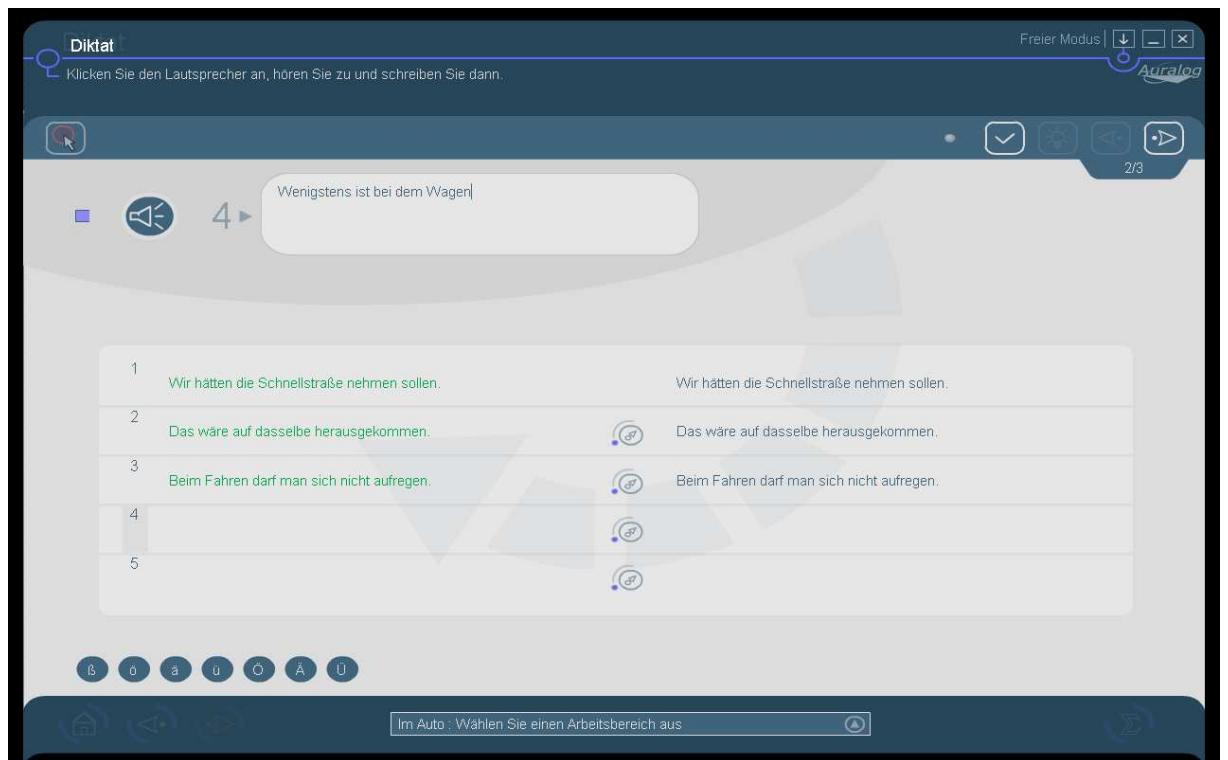 Diktat
Freier Modus
Klicken Sie den Lautsprecher an, hören Sie zu und schreiben Sie dann.
Auralog
2/3
4
Wenigstens ist bei dem Wagen
1
Wir hätten die Schnellstraße nehmen sollen. Wir hätten die Schnellstraße nehmen sollen.
2
Das wäre auf dasselbe herausgekommen. Das wäre auf dasselbe herausgekommen.
3
Beim Fahren darf man sich nicht aufregen. Beim Fahren darf man sich nicht aufregen.
4
5
ß ö ä ü Ö Ä Ü
Im Auto : Wählen Sie einen Arbeitsbereich aus